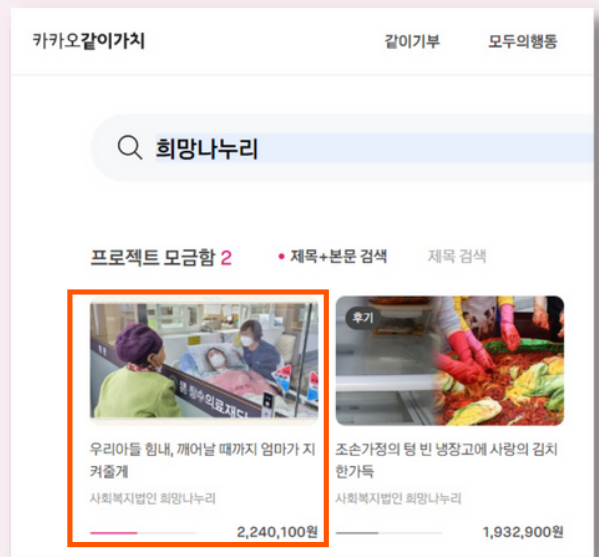 카카오같이가치 같이기부 모두의행동
희망나누리
프로젝트 모금함 2 • 제목+본문 검색 제목 검색
후기
우리아들 힘내, 깨어날 때까지 엄마가 지
켜줄게
사회복지법인 희망나누리
2,240,100원
조손가정의 텅 빈 냉장고에 사랑의 김치
한가득
사회복지법인 희망나누리
1,932,900원